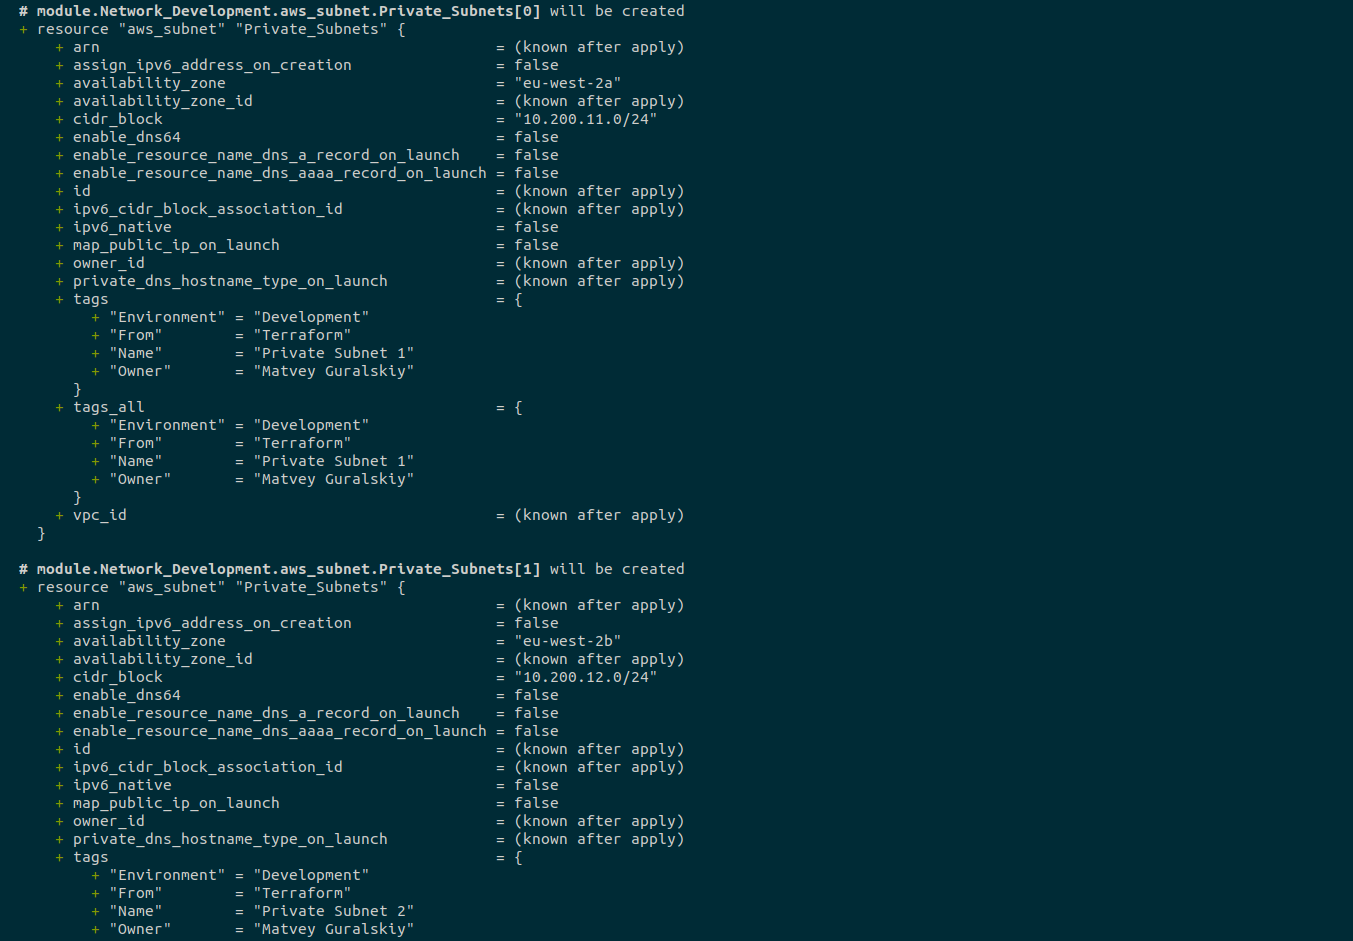 # module.Network_Development.aws_subnet.Private_Subnets[0] will be created
+ resource "aws_subnet" "Private_Subnets" {
+ arn = (known after apply)
+ assign_ipv6_address_on_creation = false
+ availability_zone = "eu-west-2a"
+ availability_zone_id = (known after apply)
+ cidr_block = "10.200.11.0/24"
+ enable_dns64 = false
+ enable_resource_name_dns_a_record_on_launch = false
+ enable_resource_name_dns_aaaa_record_on_launch = false
+ id = (known after apply)
+ ipv6_cidr_block_association_id = (known after apply)
+ ipv6_native = false
+ map_public_ip_on_launch = false
+ owner_id = (known after apply)
+ private_dns_hostname_type_on_launch = (known after apply)
+ tags = {
+ "Environment" = "Development"
+ "From" = "Terraform"
+ "Name" = "Private Subnet 1"
+ "Owner" = "Matvey Guralskiy"
}
+ tags_all = {
+ "Environment" = "Development"
+ "From" = "Terraform"
+ "Name" = "Private Subnet 1"
+ "Owner" = "Matvey Guralskiy"
}
+ vpc_id = (known after apply)
}
# module.Network_Development.aws_subnet.Private_Subnets[1] will be created
+ resource "aws_subnet" "Private_Subnets" {
+ arn = (known after apply)
+ assign_ipv6_address_on_creation = false
+ availability_zone = "eu-west-2b"
+ availability_zone_id = (known after apply)
+ cidr_block = "10.200.12.0/24"
+ enable_dns64 = false
+ enable_resource_name_dns_a_record_on_launch = false
+ enable_resource_name_dns_aaaa_record_on_launch = false
+ id = (known after apply)
+ ipv6_cidr_block_association_id = (known after apply)
+ ipv6_native = false
+ map_public_ip_on_launch = false
+ owner_id = (known after apply)
+ private_dns_hostname_type_on_launch = (known after apply)
+ tags = {
+ "Environment" = "Development"
+ "From" = "Terraform"
+ "Name" = "Private Subnet 2"
+ "Owner" = "Matvey Guralskiy"